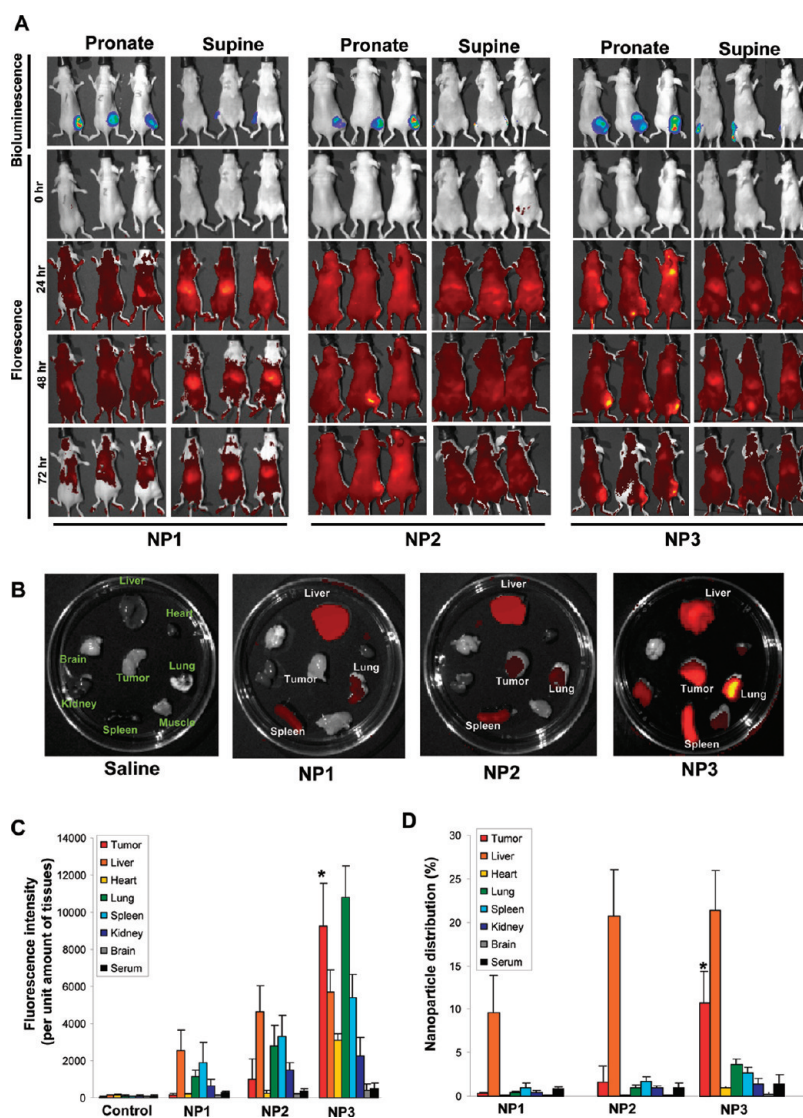 A
Pronate Supine Pronate Supine Pronate Supine
Bioluminescence
Florescence
0 hr
24 hr
48 hr
72 hr
NP1 NP2 NP3
B
Liver
Heart
Brain
Tumor
Lung
Kidney
Muscle
Spleen
Saline
Liver
Tumor
Lung
Spleen
NP1
Liver
Tumor
Lung
Spleen
NP2
Liver
Tumor
Lung
Spleen
NP3
C
Fluorescence intensity
(per unit amount of tissues)
14000
12000
10000
8000
6000
4000
2000
0
Tumor
Liver
Heart
Lung
Spleen
Kidney
Brain
Serum
*
Control NP1 NP2 NP3
D
Nanoparticle distribution (%)
30
25
20
15
10
5
0
Tumor
Liver
Heart
Lung
Spleen
Kidney
Brain
Serum
*
NP1 NP2 NP3